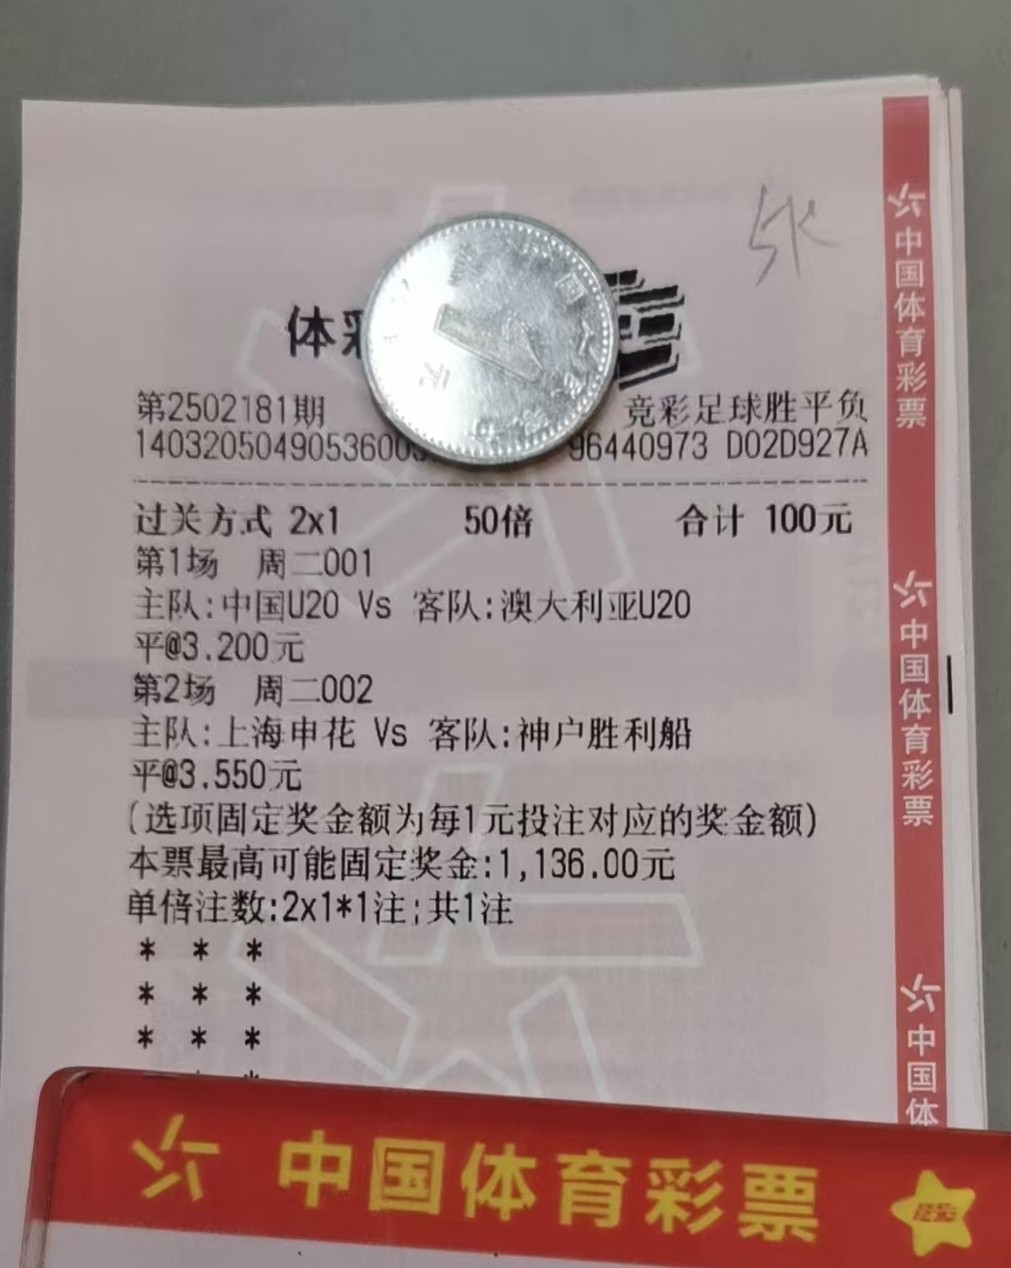 5K
体彩
第2502181期 竞彩足球胜平负
14032050490536005 96440973 D02D927A
过关方式 2x1 50倍 合计 100元
第1场 周二001
主队:中国U20 Vs 客队:澳大利亚U20
平@3.200元
第2场 周二002
主队:上海申花 Vs 客队:神户胜利船
平@3.550元
(选项固定奖金额为每1元投注对应的奖金额)
本票最高可能固定奖金:1,136.00元
单倍注数:2x1*1注;共1注
* * *
* * *
* * *
中国体育彩票
中国体育彩票
中国体
中国体育彩票